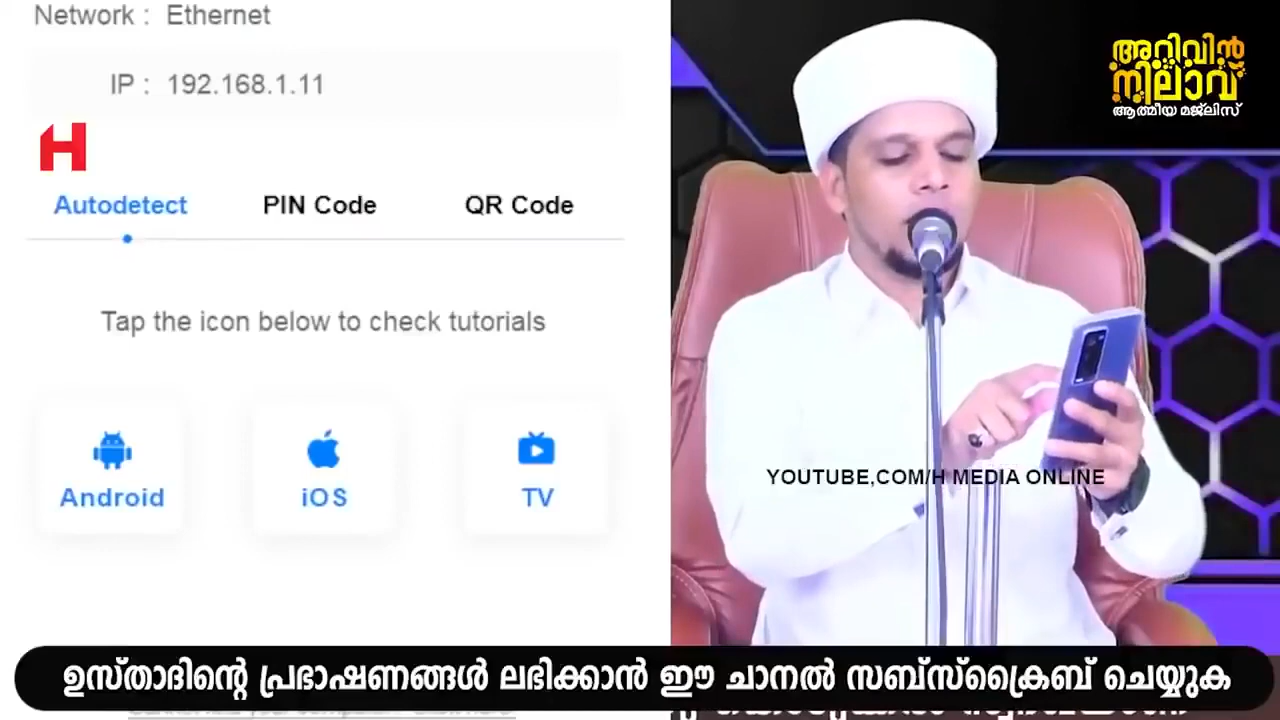 Network : Ethernet
IP : 192.168.1.11
H
Autodetect PIN Code QR Code
Tap the icon below to check tutorials
Android iOS TV
അറിവിൻ
നിലാവ്
ആത്മീയ മജ്ലിസ്
YOUTUBE,COM/H MEDIA ONLINE
ഉസ്താദിന്റെ പ്രഭാഷണങ്ങൾ ലഭിക്കാൻ ഈ ചാനൽ സബ്സ്ക്രൈബ് ചെയ്യുക